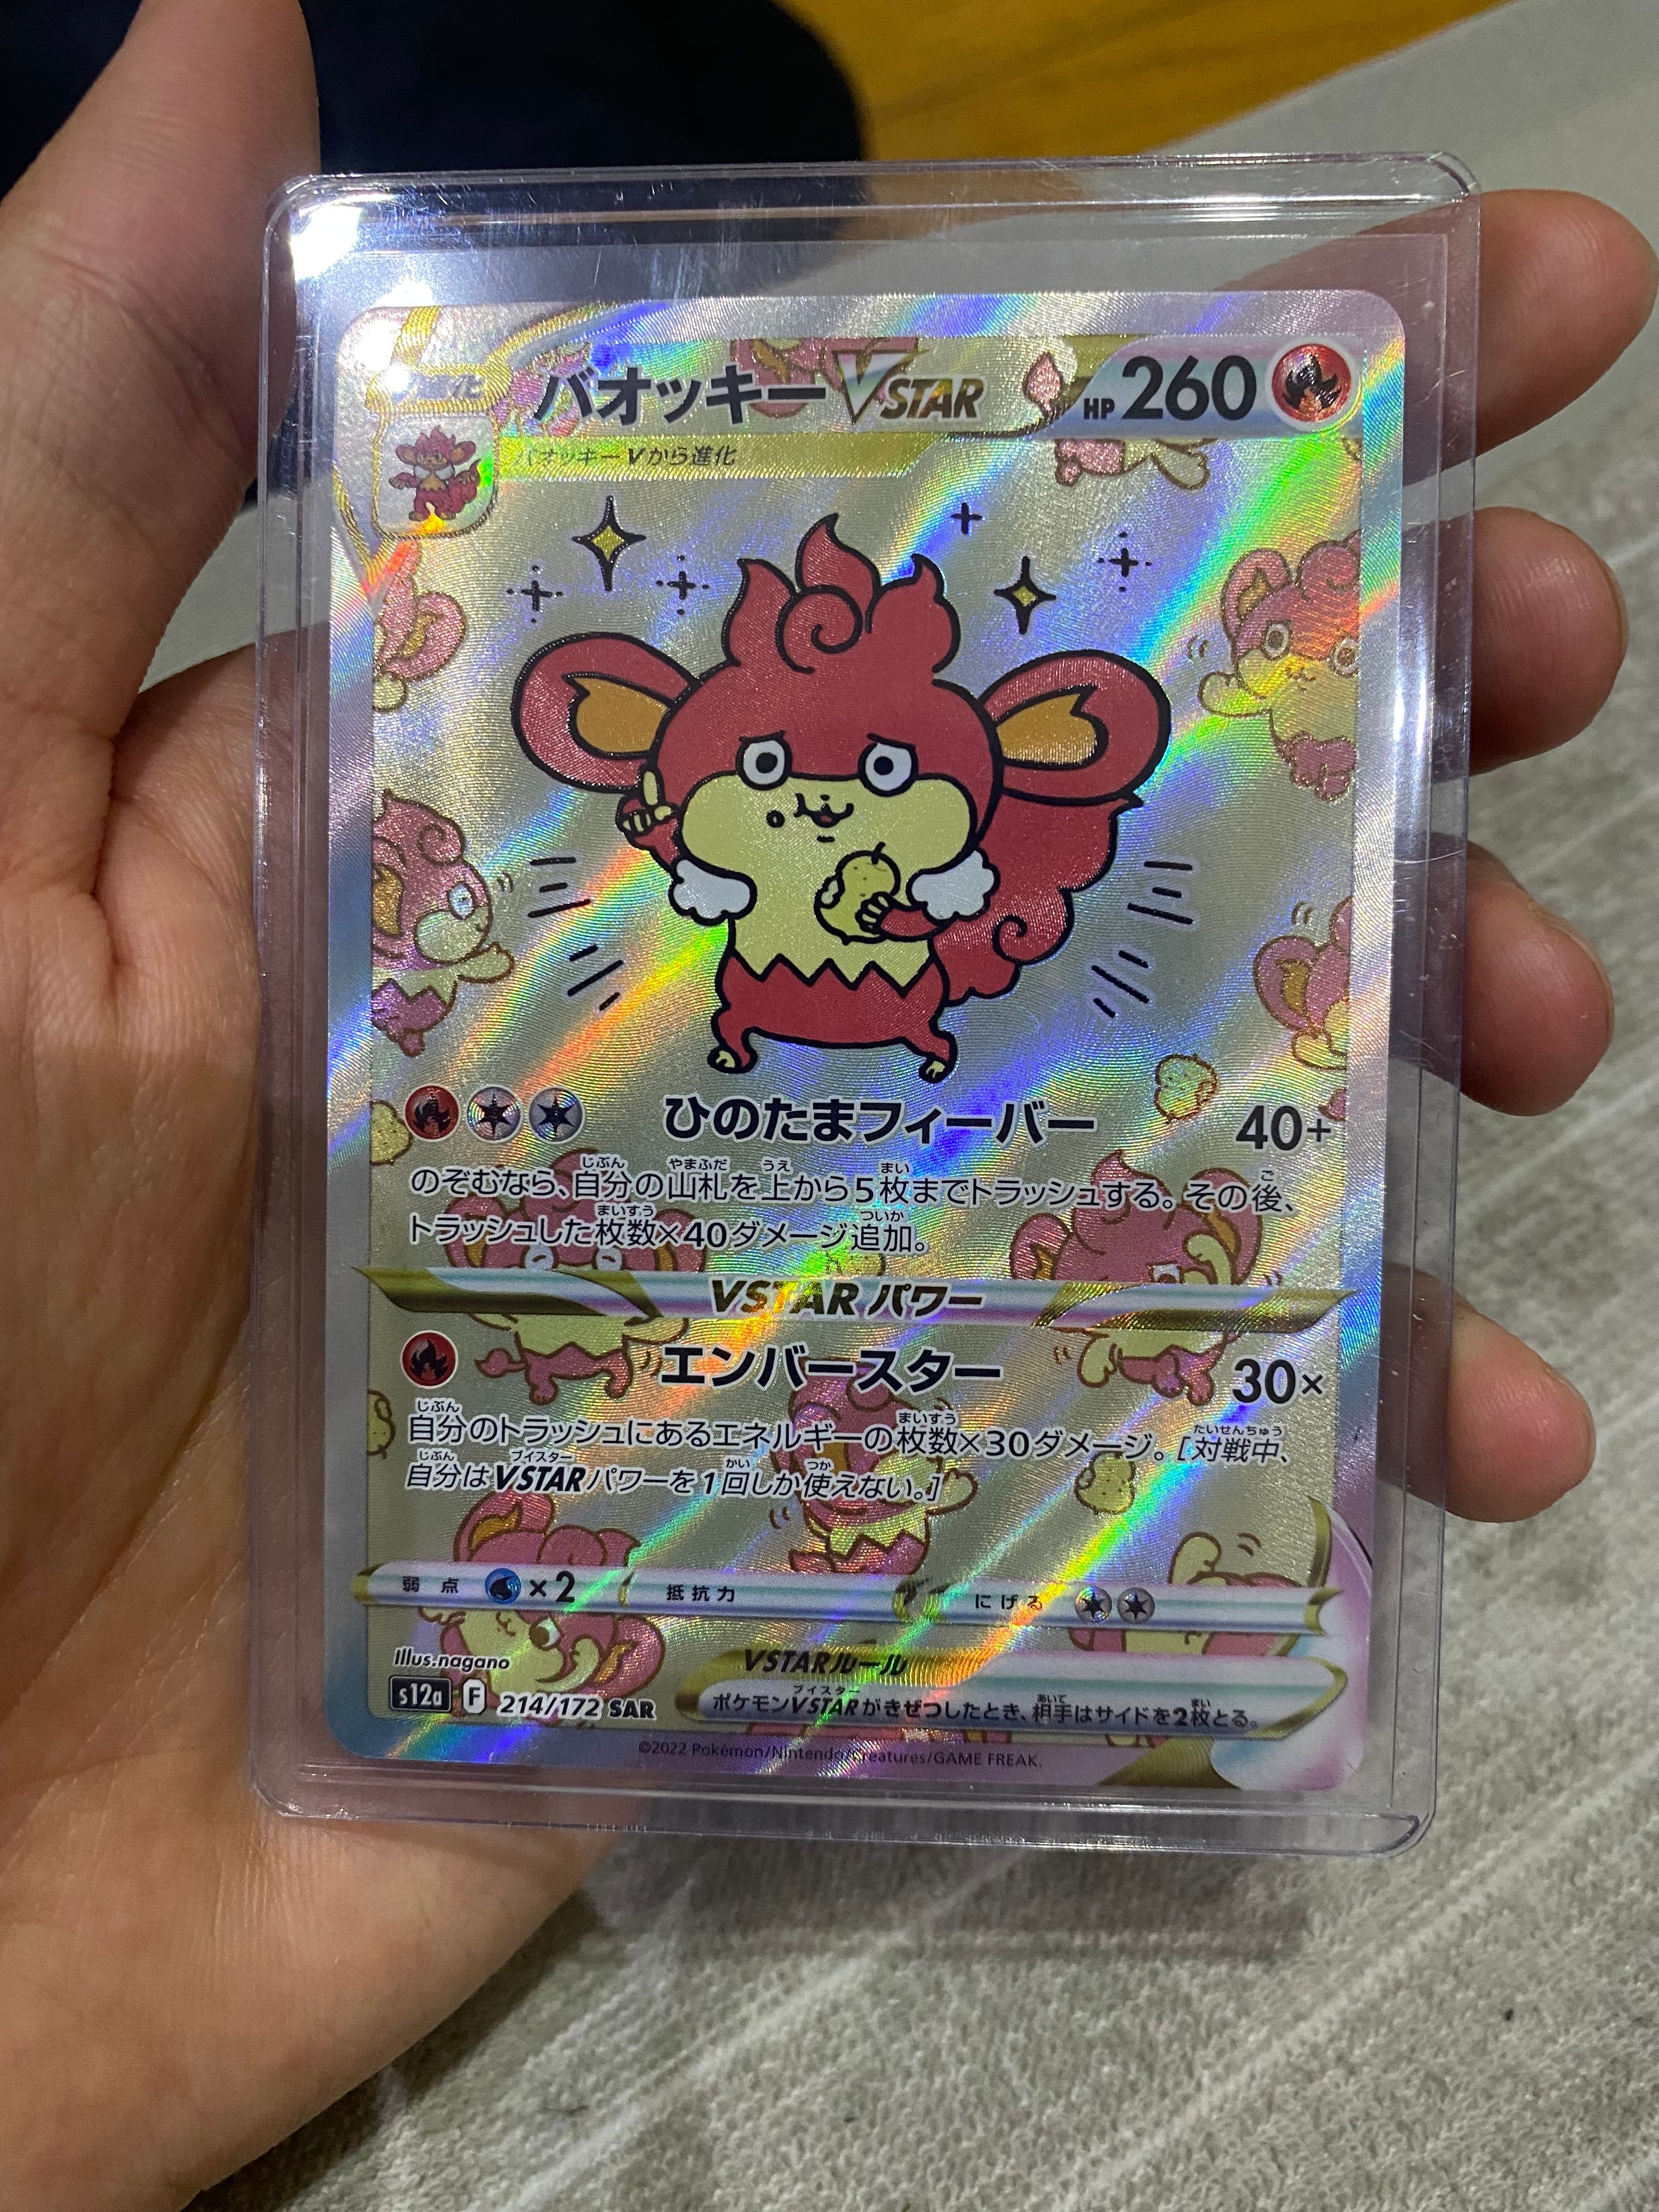 進化
バオッキーVSTAR HP260
バオッキーVから進化
ひのたまフィーバー 40+
のぞむなら、自分の山札を上から5枚までトラッシュする。その後、
トラッシュした枚数×40ダメージ追加。
VSTARパワー
エンバースター 30×
自分のトラッシュにあるエネルギーの枚数×30ダメージ。[対戦中、
自分はVSTARパワーを1回しか使えない。]
弱点 ×2 抵抗力 にげる
Illus.nagano
VSTARルール
s12a F 214/172 SAR
ポケモンVSTARがきぜつしたとき、相手はサイドを2枚とる。
©2022 Pokémon/Nintendo/Creatures/GAME FREAK.